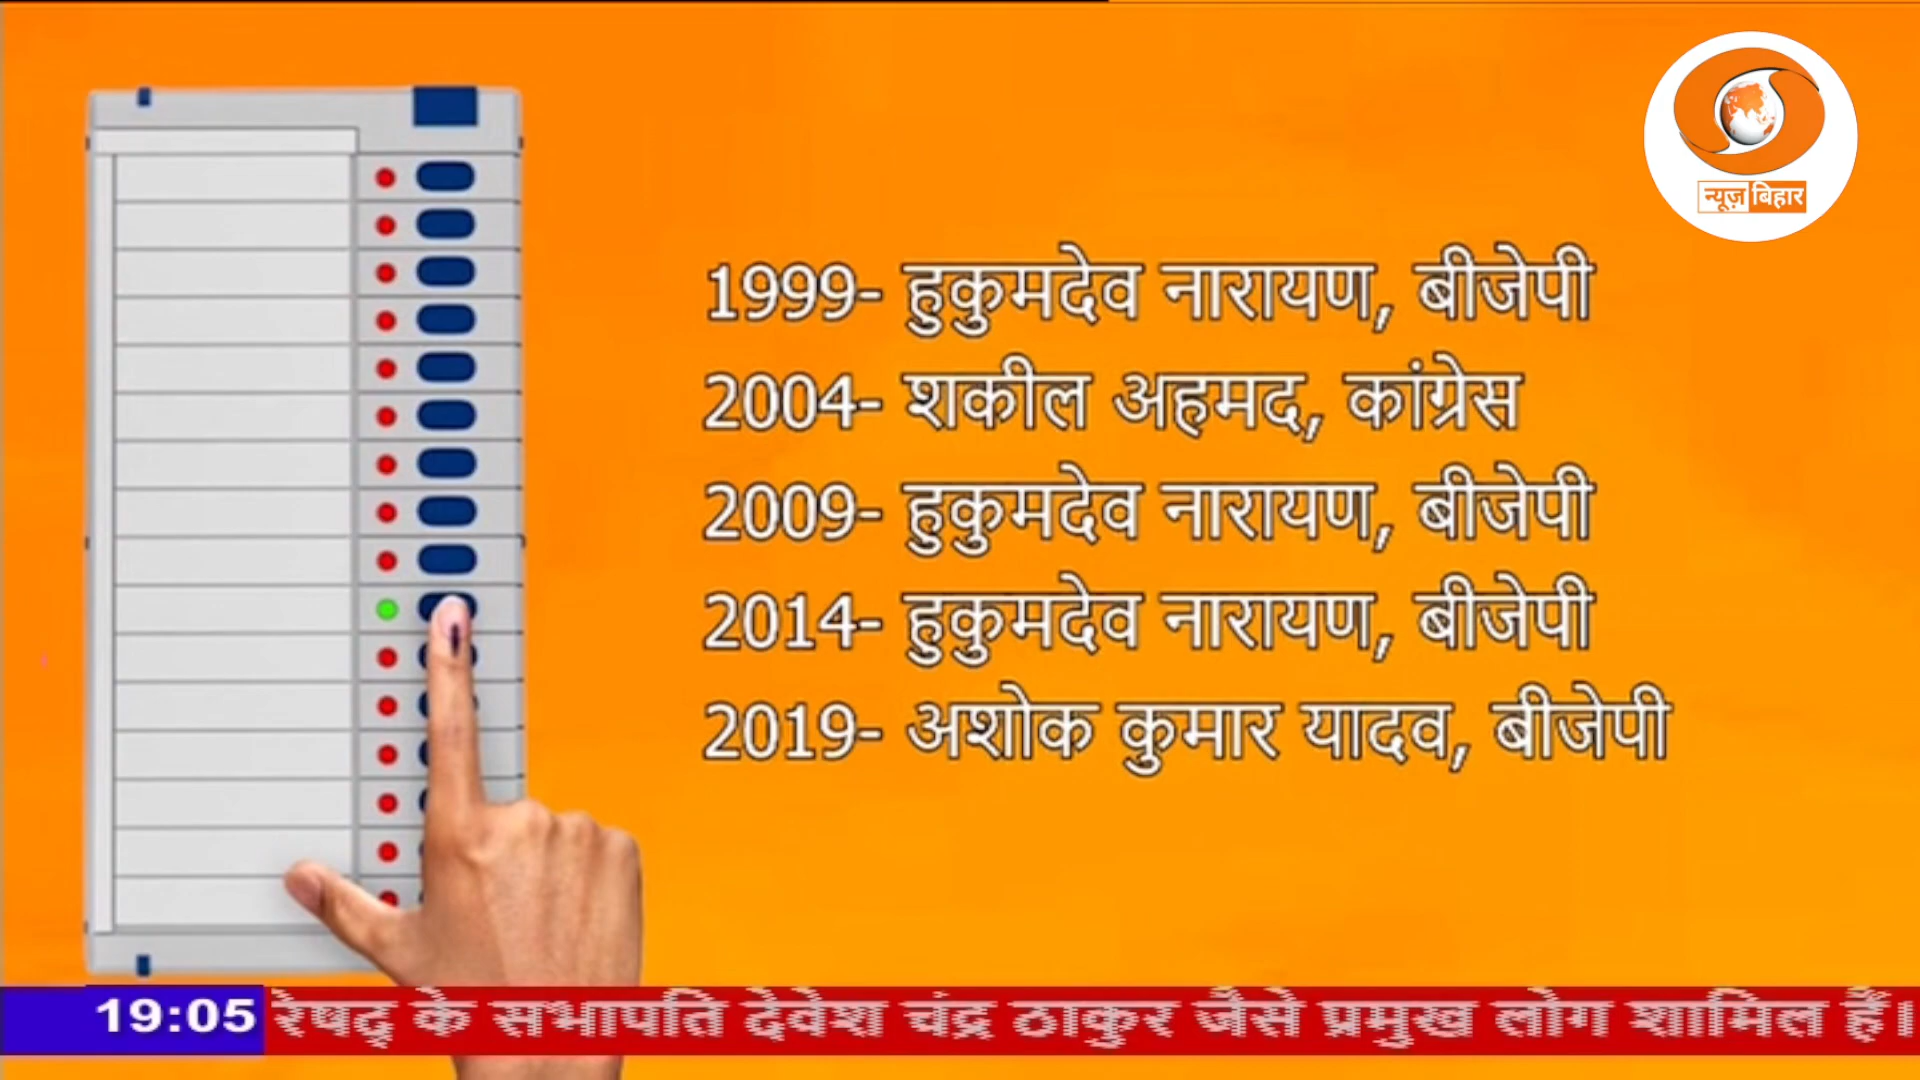 न्यूज़ बिहार
1999- हुकुमदेव नारायण, बीजेपी
2004- शकील अहमद, कांग्रेस
2009- हुकुमदेव नारायण, बीजेपी
2014- हुकुमदेव नारायण, बीजेपी
2019- अशोक कुमार यादव, बीजेपी
19:05 रिषद् के सभापति देवेश चंद्र ठाकुर जैसे प्रमुख लोग शामिल हैं।